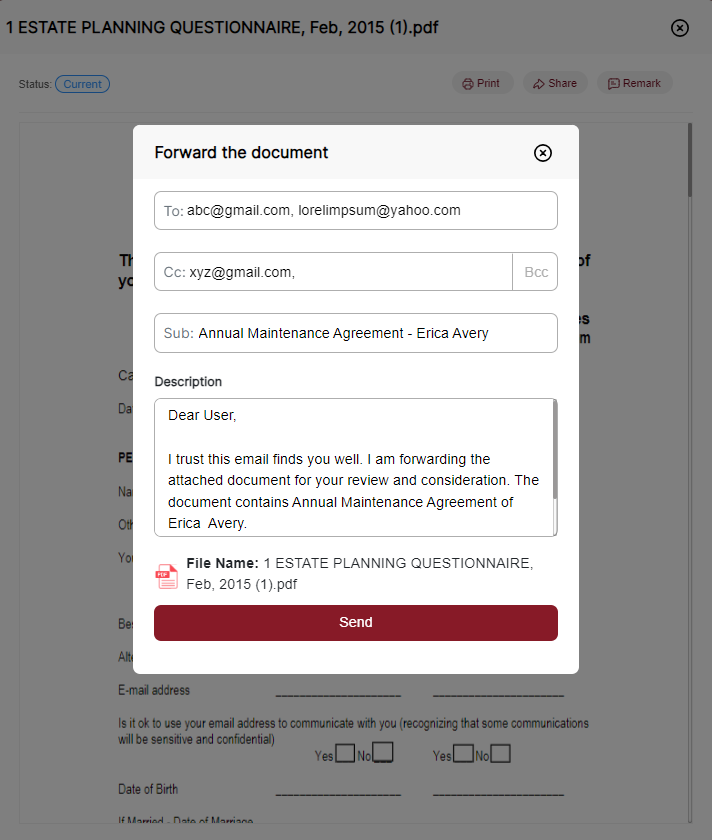 1 ESTATE PLANNING QUESTIONNAIRE, Feb, 2015 (1).pdf
Status: Current
Print
Share
Remark
Forward the document
To: abc@gmail.com, lorelimpsum@yahoo.com
Cc: xyz@gmail.com,
Bcc
Sub: Annual Maintenance Agreement - Erica Avery
Description
Dear User,
I trust this email finds you well. I am forwarding the
attached document for your review and consideration. The
document contains Annual Maintenance Agreement of
Erica Avery.
PDF
File Name: 1 ESTATE PLANNING QUESTIONNAIRE,
Feb, 2015 (1).pdf
Send
of
E-mail address
Is it ok to use your email address to communicate with you (recognizing that some communications
will be sensitive and confidential)
Yes No Yes No
Date of Birth
If Married - Date of Marriage